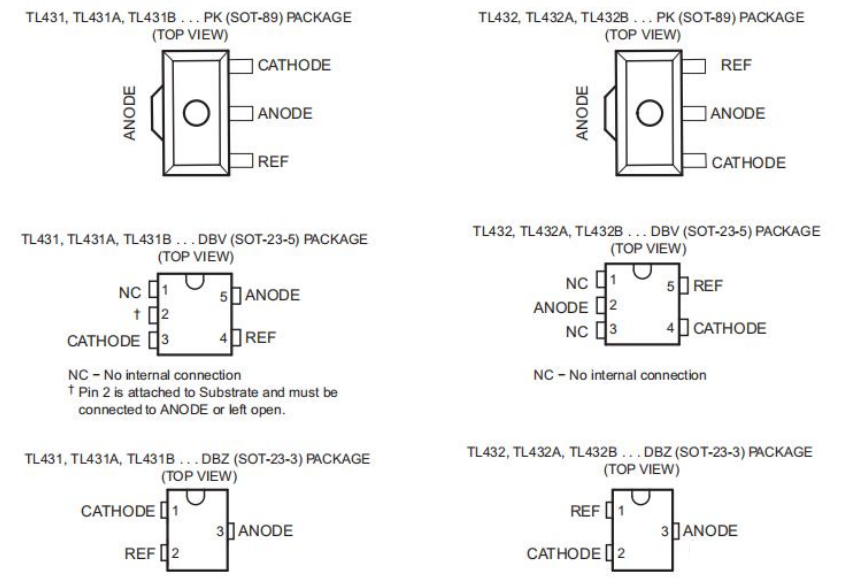 TL431, TL431A, TL431B . . . PK (SOT-89) PACKAGE
(TOP VIEW)
CATHODE
ANODE
ANODE
REF
TL432, TL432A, TL432B . . . PK (SOT-89) PACKAGE
(TOP VIEW)
REF
ANODE
ANODE
CATHODE
TL431, TL431A, TL431B . . . DBV (SOT-23-5) PACKAGE
(TOP VIEW)
NC 1
5 ANODE
† 2
CATHODE 3
4 REF
NC − No internal connection
† Pin 2 is attached to Substrate and must be
connected to ANODE or left open.
TL432, TL432A, TL432B . . . DBV (SOT-23-5) PACKAGE
(TOP VIEW)
NC 1
5 REF
ANODE 2
NC 3
4 CATHODE
NC − No internal connection
TL431, TL431A, TL431B . . . DBZ (SOT-23-3) PACKAGE
(TOP VIEW)
CATHODE 1
3 ANODE
REF 2
TL432, TL432A, TL432B . . . DBZ (SOT-23-3) PACKAGE
(TOP VIEW)
REF 1
3 ANODE
CATHODE 2